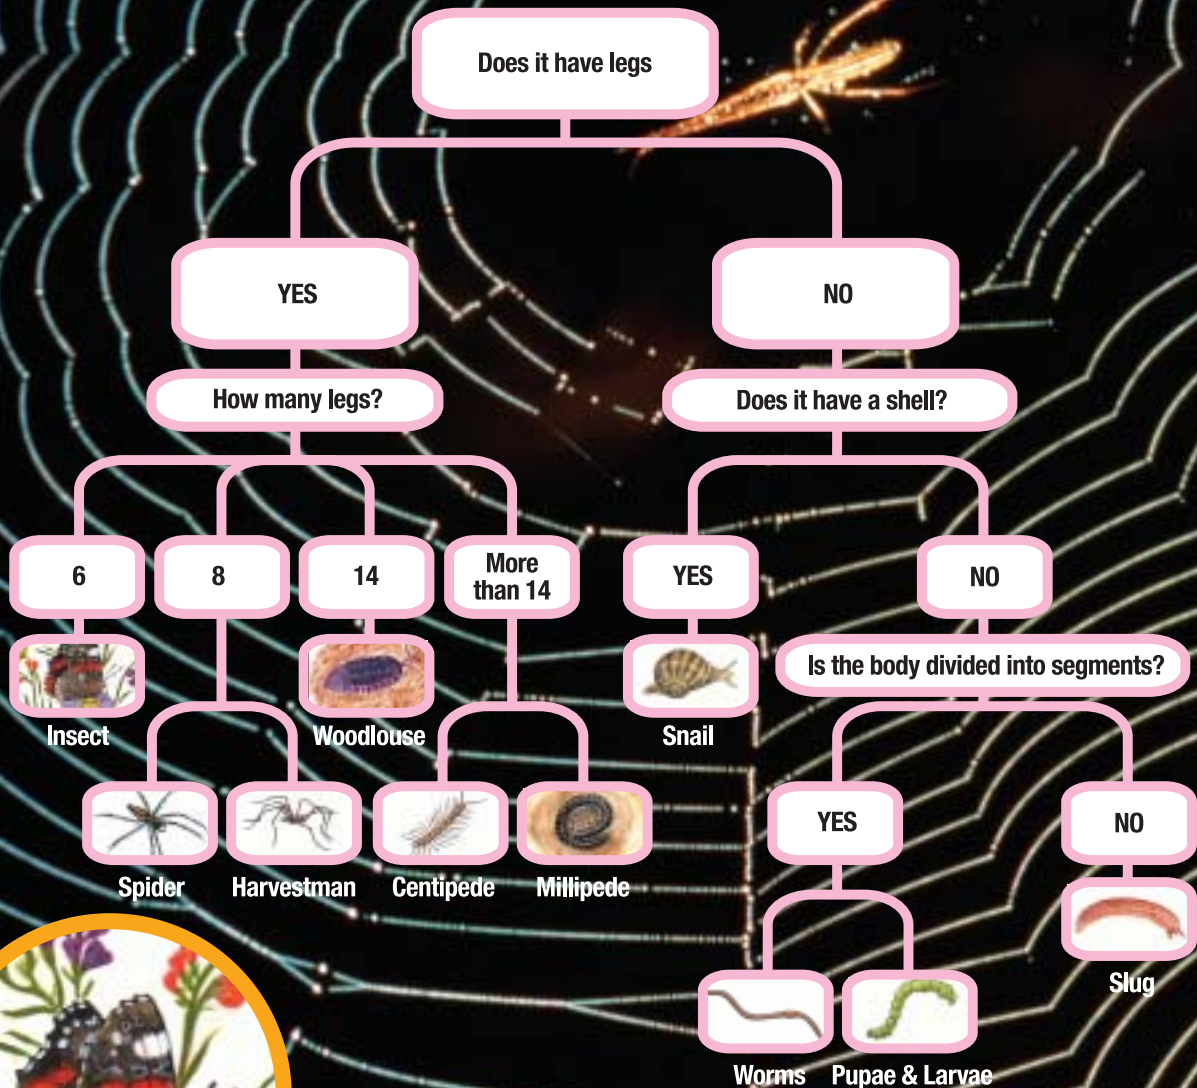 Does it have legs
YES
NO
How many legs?
Does it have a shell?
6
8
14
More
than 14
YES
NO
Insect
Woodlouse
Snail
Is the body divided into segments?
Spider
Harvestman
Centipede
Millipede
YES
NO
Slug
Worms
Pupae & Larvae